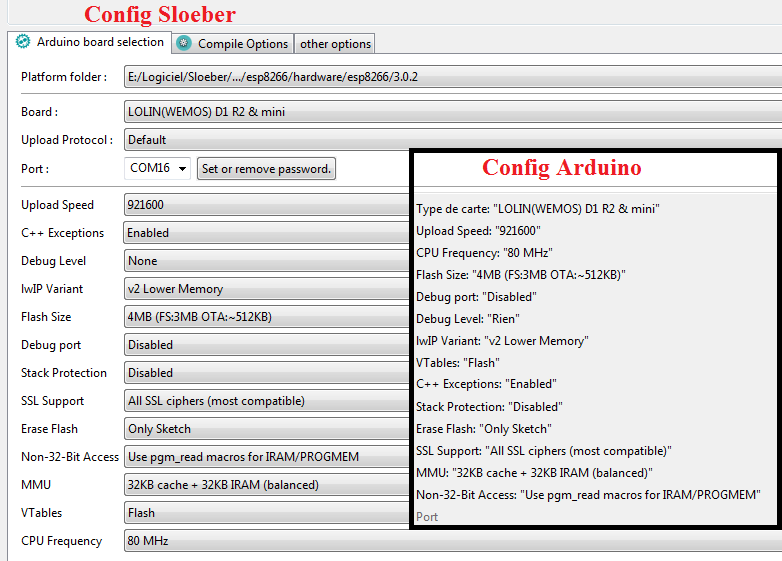 Config Sloeber
Arduino board selection
Compile Options
other options
Platform folder :
E:/Logiciel/Sloeber/.../esp8266/hardware/esp8266/3.0.2
Board :
LOLIN(WEMOS) D1 R2 & mini
Upload Protocol :
Default
Port :
COM16
Set or remove password.
Upload Speed
921600
C++ Exceptions
Enabled
Debug Level
None
lwIP Variant
v2 Lower Memory
Flash Size
4MB (FS:3MB OTA:~512KB)
Debug port
Disabled
Stack Protection
Disabled
SSL Support
All SSL ciphers (most compatible)
Erase Flash
Only Sketch
Non-32-Bit Access
Use pgm_read macros for IRAM/PROGMEM
MMU
32KB cache + 32KB IRAM (balanced)
VTables
Flash
CPU Frequency
80 MHz
Config Arduino
Type de carte: "LOLIN(WEMOS) D1 R2 & mini"
Upload Speed: "921600"
CPU Frequency: "80 MHz"
Flash Size: "4MB (FS:3MB OTA:~512KB)"
Debug port: "Disabled"
Debug Level: "Rien"
lwIP Variant: "v2 Lower Memory"
VTables: "Flash"
C++ Exceptions: "Enabled"
Stack Protection: "Disabled"
Erase Flash: "Only Sketch"
SSL Support: "All SSL ciphers (most compatible)"
MMU: "32KB cache + 32KB IRAM (balanced)"
Non-32-Bit Access: "Use pgm_read macros for IRAM/PROGMEM"
Port